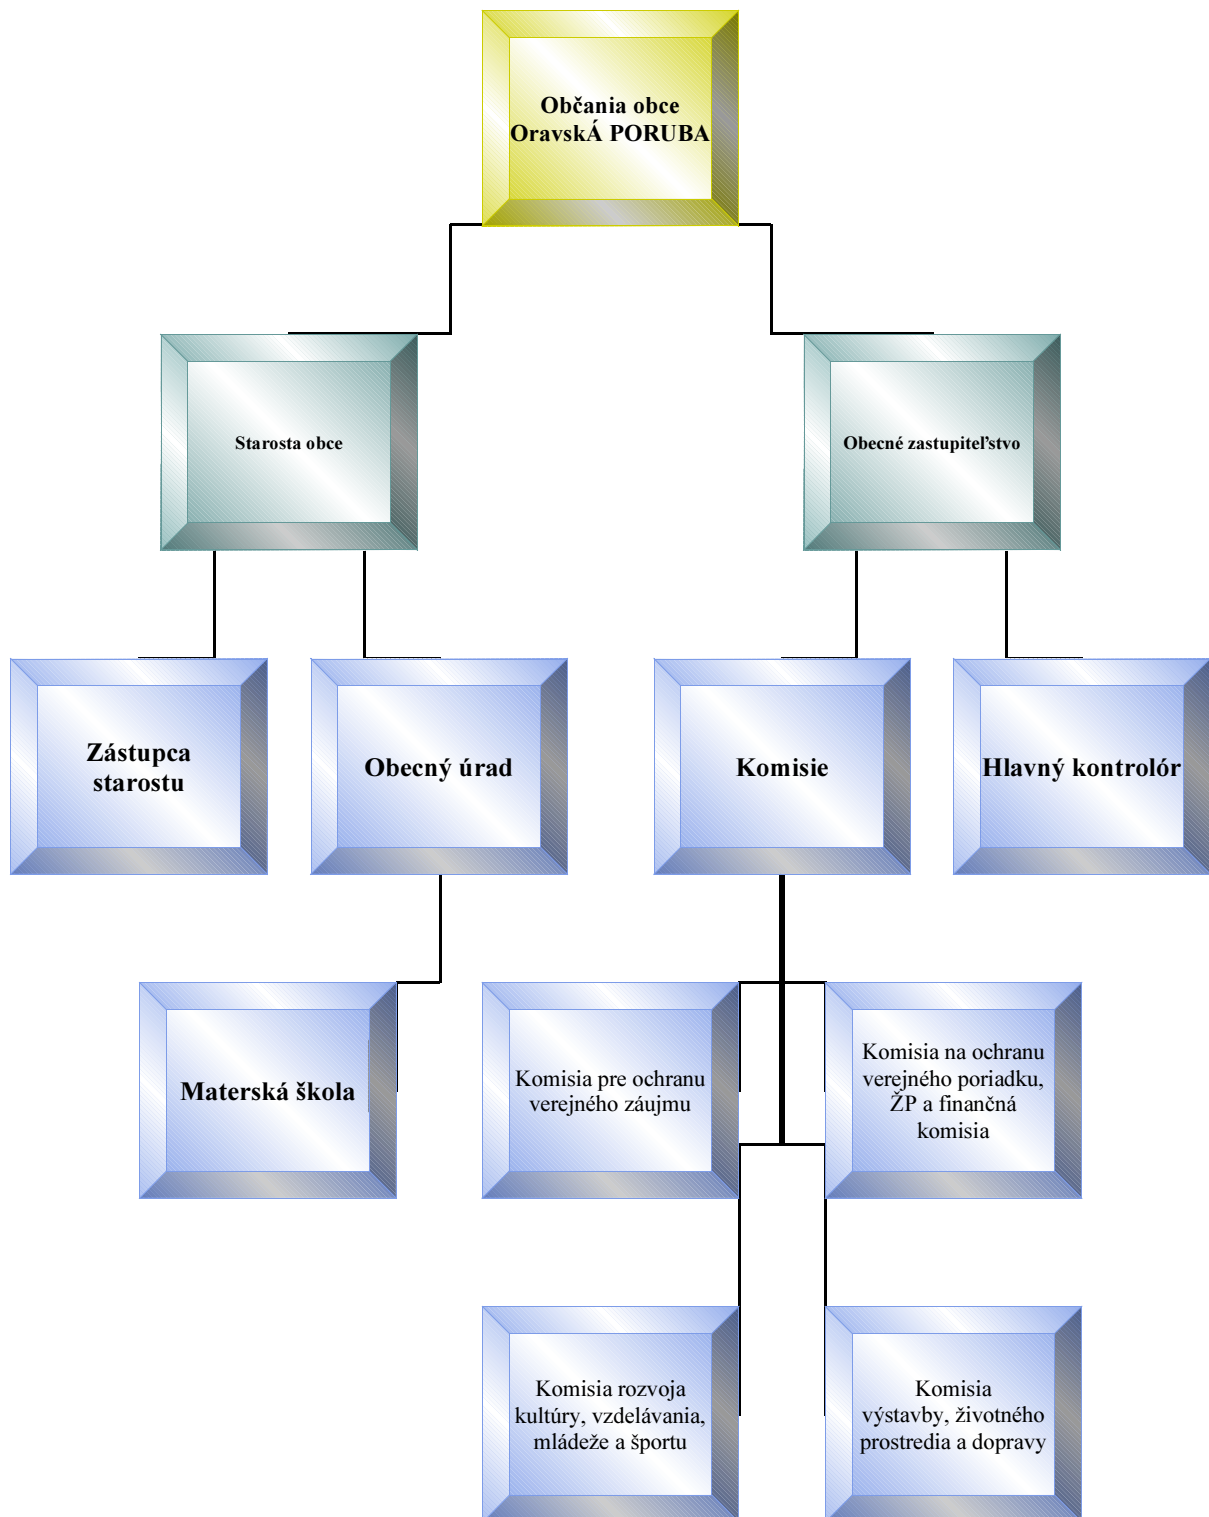 Občania obce
OravskÁ PORUBA
Starosta obce
Obecné zastupiteľstvo
Zástupca
starostu
Obecný úrad
Komisie
Hlavný kontrolór
Materská škola
Komisia pre ochranu
verejného záujmu
Komisia na ochranu
verejného poriadku,
ŽP a finančná
komisia
Komisia rozvoja
kultúry, vzdelávania,
mládeže a športu
Komisia
výstavby, životného
prostredia a dopravy